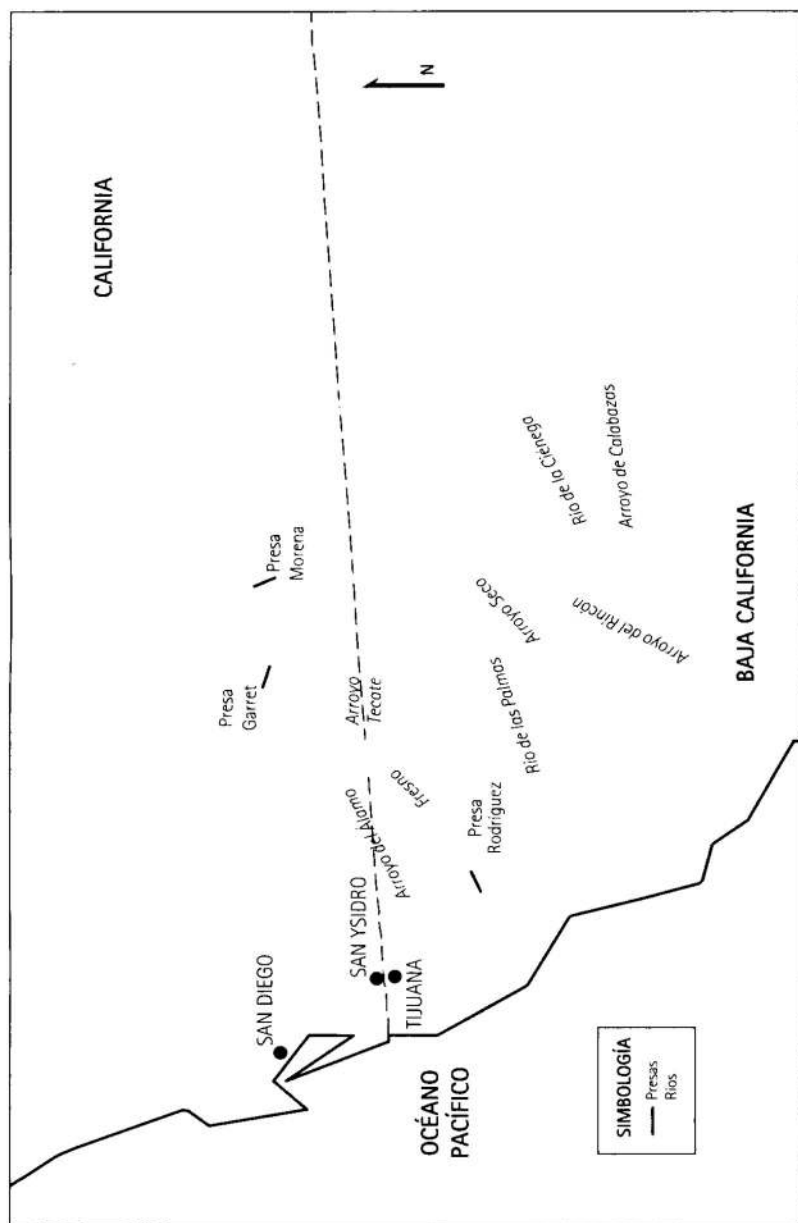 CALIFORNIA
N
Presa
Morena
Presa
Garret
SAN DIEGO
Arroyo
Tecate
Arroyo del Álamo
Fresno
SAN YSIDRO
TIJUANA
Presa
Rodríguez
Río de las Palmas
Arroyo Seco
Río de la Ciénega
Arroyo de Calabazas
Arroyo del Rincón
BAJA CALIFORNIA
OCÉANO
PACÍFICO
SIMBOLOGÍA
Presas
Ríos